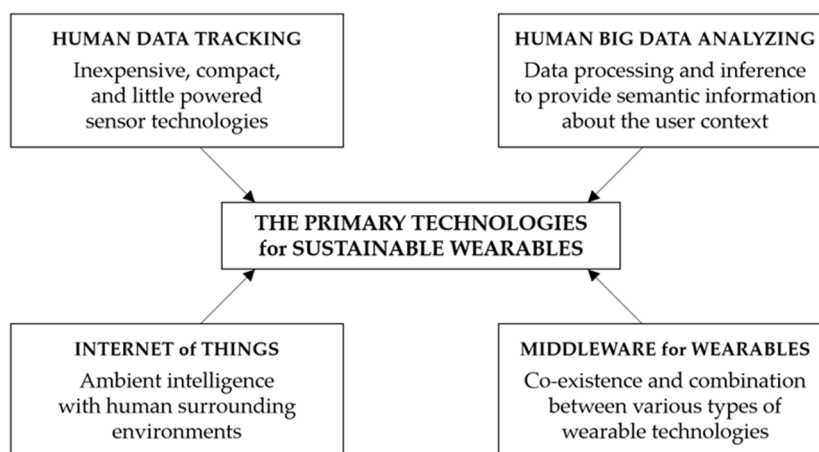 HUMAN DATA TRACKING
Inexpensive, compact,
and little powered
sensor technologies
HUMAN BIG DATA ANALYZING
Data processing and inference
to provide semantic information
about the user context
THE PRIMARY TECHNOLOGIES
for SUSTAINABLE WEARABLES
INTERNET of THINGS
Ambient intelligence
with human surrounding
environments
MIDDLEWARE for WEARABLES
Co-existence and combination
between various types of
wearable technologies